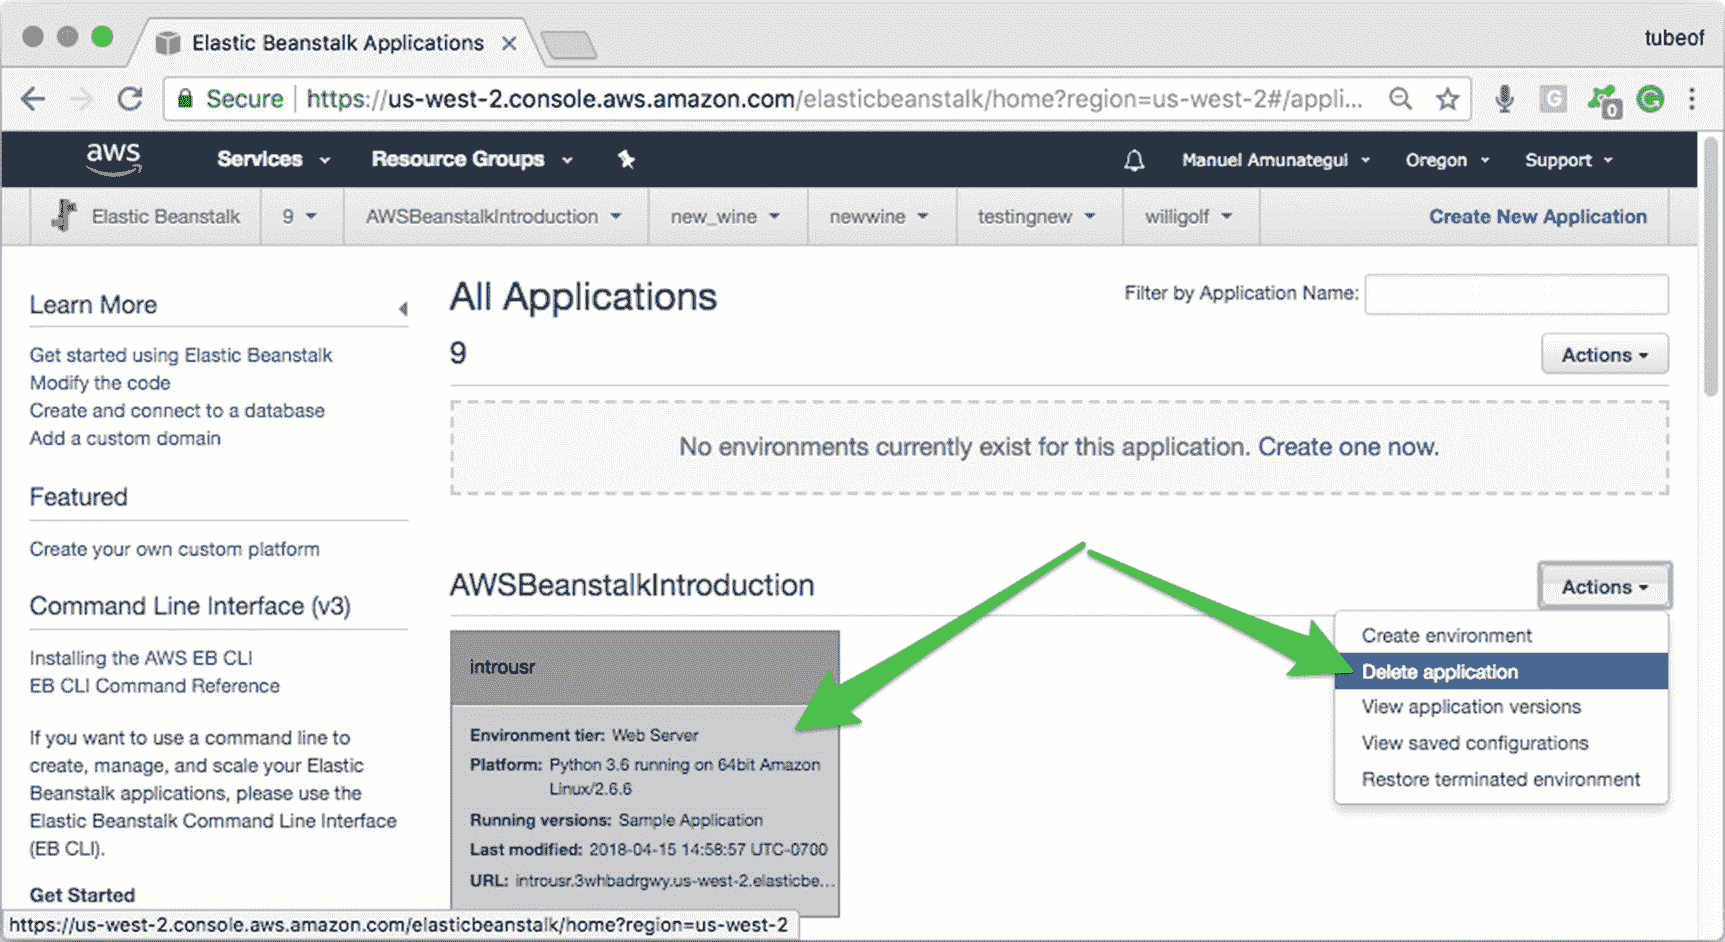 Elastic Beanstalk Applications
tubeof
Secure https://us-west-2.console.aws.amazon.com/elasticbeanstalk/home?region=us-west-2#/appli...
G 0 G
aws Services Resource Groups Manuel Amunategui Oregon Support
Elastic Beanstalk 9 AWSBeanstalkIntroduction new_wine newwine testingnew willigolf Create New Application
Learn More
Get started using Elastic Beanstalk
Modify the code
Create and connect to a database
Add a custom domain
Featured
Create your own custom platform
Command Line Interface (v3)
Installing the AWS EB CLI
EB CLI Command Reference
If you want to use a command line to
create, manage, and scale your Elastic
Beanstalk applications, please use the
Elastic Beanstalk Command Line Interface
(EB CLI).
Get Started
All Applications
Filter by Application Name:
9
Actions
No environments currently exist for this application. Create one now.
AWSBeanstalkIntroduction
Actions
Create environment
Delete application
View application versions
View saved configurations
Restore terminated environment
introusr
Environment tier: Web Server
Platform: Python 3.6 running on 64bit Amazon
Linux/2.6.6
Running versions: Sample Application
Last modified: 2018-04-15 14:58:57 UTC-0700
URL: introusr.3whbadrgwy.us-west-2.elasticbe...
https://us-west-2.console.aws.amazon.com/elasticbeanstalk/home?region=us-west-2